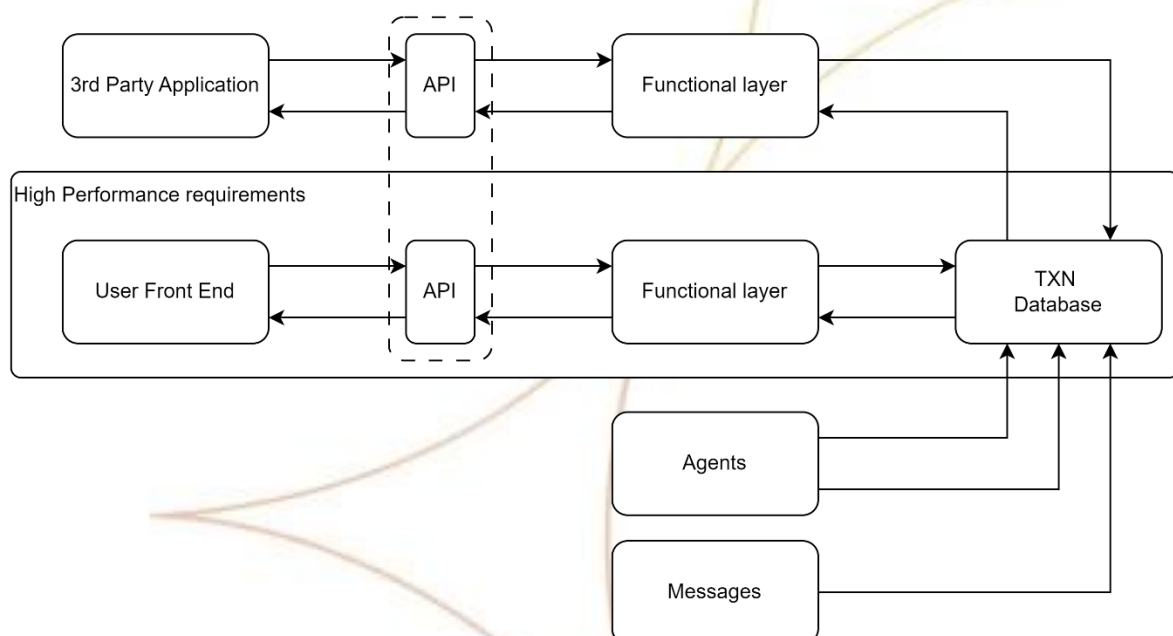 3rd Party Application
API
Functional layer
High Performance requirements
User Front End
API
Functional layer
TXN
Database
Agents
Messages